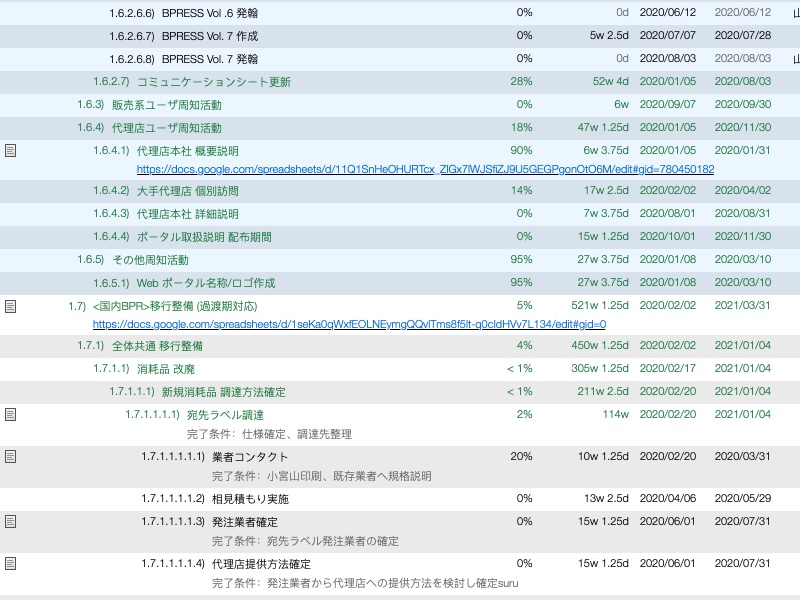 1.6.2.6.6) BPRESS Vol .6 発翰 0% 0d 2020/06/12 2020/06/12 山
1.6.2.6.7) BPRESS Vol. 7 作成 0% 5w 2.5d 2020/07/07 2020/07/28
1.6.2.6.8) BPRESS Vol. 7 発翰 0% 0d 2020/08/03 2020/08/03 山
1.6.2.7) コミュニケーションシート更新 28% 52w 4d 2020/01/05 2020/08/03
1.6.3) 販売系ユーザ周知活動 0% 6w 2020/09/07 2020/09/30
1.6.4) 代理店ユーザ周知活動 18% 47w 1.25d 2020/01/05 2020/11/30
1.6.4.1) 代理店本社 概要説明 90% 6w 3.75d 2020/01/05 2020/01/31
https://docs.google.com/spreadsheets/d/11Q1SnHeOHURTcx_ZlGx7lWJSflZJ9U5GEGPgonOtO6M/edit#gid=780450182
1.6.4.2) 大手代理店 個別訪問 14% 17w 2.5d 2020/02/02 2020/04/02
1.6.4.3) 代理店本社 詳細説明 0% 7w 3.75d 2020/08/01 2020/08/31
1.6.4.4) ポータル取扱説明 配布期間 0% 15w 1.25d 2020/10/01 2020/11/30
1.6.5) その他周知活動 95% 27w 3.75d 2020/01/08 2020/03/10
1.6.5.1) Web ポータル名称/ロゴ作成 95% 27w 3.75d 2020/01/08 2020/03/10
1.7) <国内BPR>移行整備 (過渡期対応) 5% 521w 1.25d 2020/02/02 2021/03/31
https://docs.google.com/spreadsheets/d/1seKa0qWxfEOLNEymgQQvlTms8f5lt-q0cldHVv7L134/edit#gid=0
1.7.1) 全体共通 移行整備 4% 450w 1.25d 2020/02/02 2021/01/04
1.7.1.1) 消耗品 改廃 < 1% 305w 1.25d 2020/02/17 2021/01/04
1.7.1.1.1) 新規消耗品 調達方法確定 < 1% 211w 2.5d 2020/02/20 2021/01/04
1.7.1.1.1.1) 宛先ラベル調達 2% 114w 2020/02/20 2021/01/04
完了条件：仕様確定、調達先整理
1.7.1.1.1.1.1) 業者コンタクト 20% 10w 1.25d 2020/02/20 2020/03/31
完了条件：小宮山印刷、既存業者へ規格説明
1.7.1.1.1.1.2) 相見積もり実施 0% 13w 2.5d 2020/04/06 2020/05/29
1.7.1.1.1.1.3) 発注業者確定 0% 15w 1.25d 2020/06/01 2020/07/31
完了条件：宛先ラベル発注業者の確定
1.7.1.1.1.1.4) 代理店提供方法確定 0% 15w 1.25d 2020/06/01 2020/07/31
完了条件：発注業者から代理店への提供方法を検討し確定suru